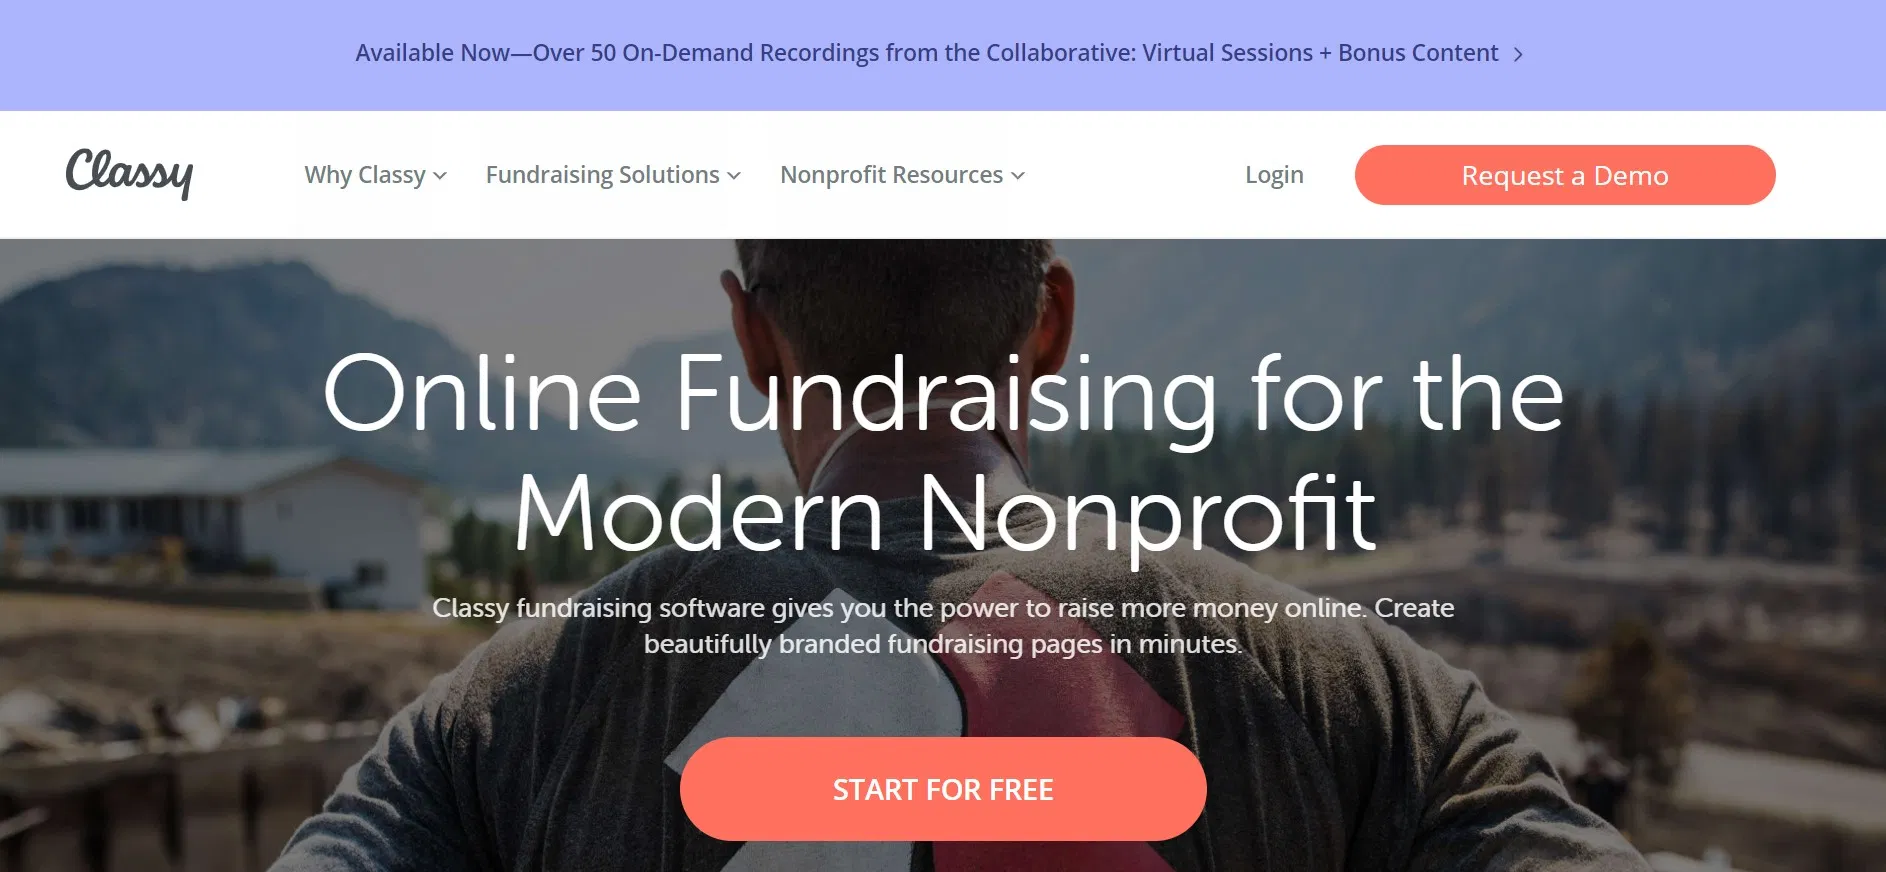 Available Now—Over 50 On-Demand Recordings from the Collaborative: Virtual Sessions + Bonus Content
Classy
Why Classy
Fundraising Solutions
Nonprofit Resources
Login
Request a Demo
Online Fundraising for the
Modern Nonprofit
Classy fundraising software gives you the power to raise more money online. Create
beautifully branded fundraising pages in minutes.
START FOR FREE